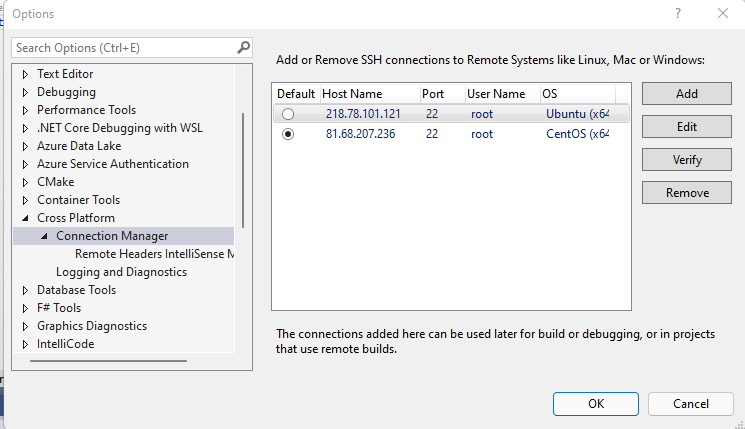 Options
?
Search Options (Ctrl+E)
Text Editor
Debugging
Performance Tools
.NET Core Debugging with WSL
Azure Data Lake
Azure Service Authentication
CMake
Container Tools
Cross Platform
Connection Manager
Remote Headers IntelliSense M
Logging and Diagnostics
Database Tools
F# Tools
Graphics Diagnostics
IntelliCode
Add or Remove SSH connections to Remote Systems like Linux, Mac or Windows:
Default Host Name Port User Name OS
218.78.101.121 22 root Ubuntu (x64
81.68.207.236 22 root CentOS (x64
Add
Edit
Verify
Remove
The connections added here can be used later for build or debugging, or in projects
that use remote builds.
OK
Cancel